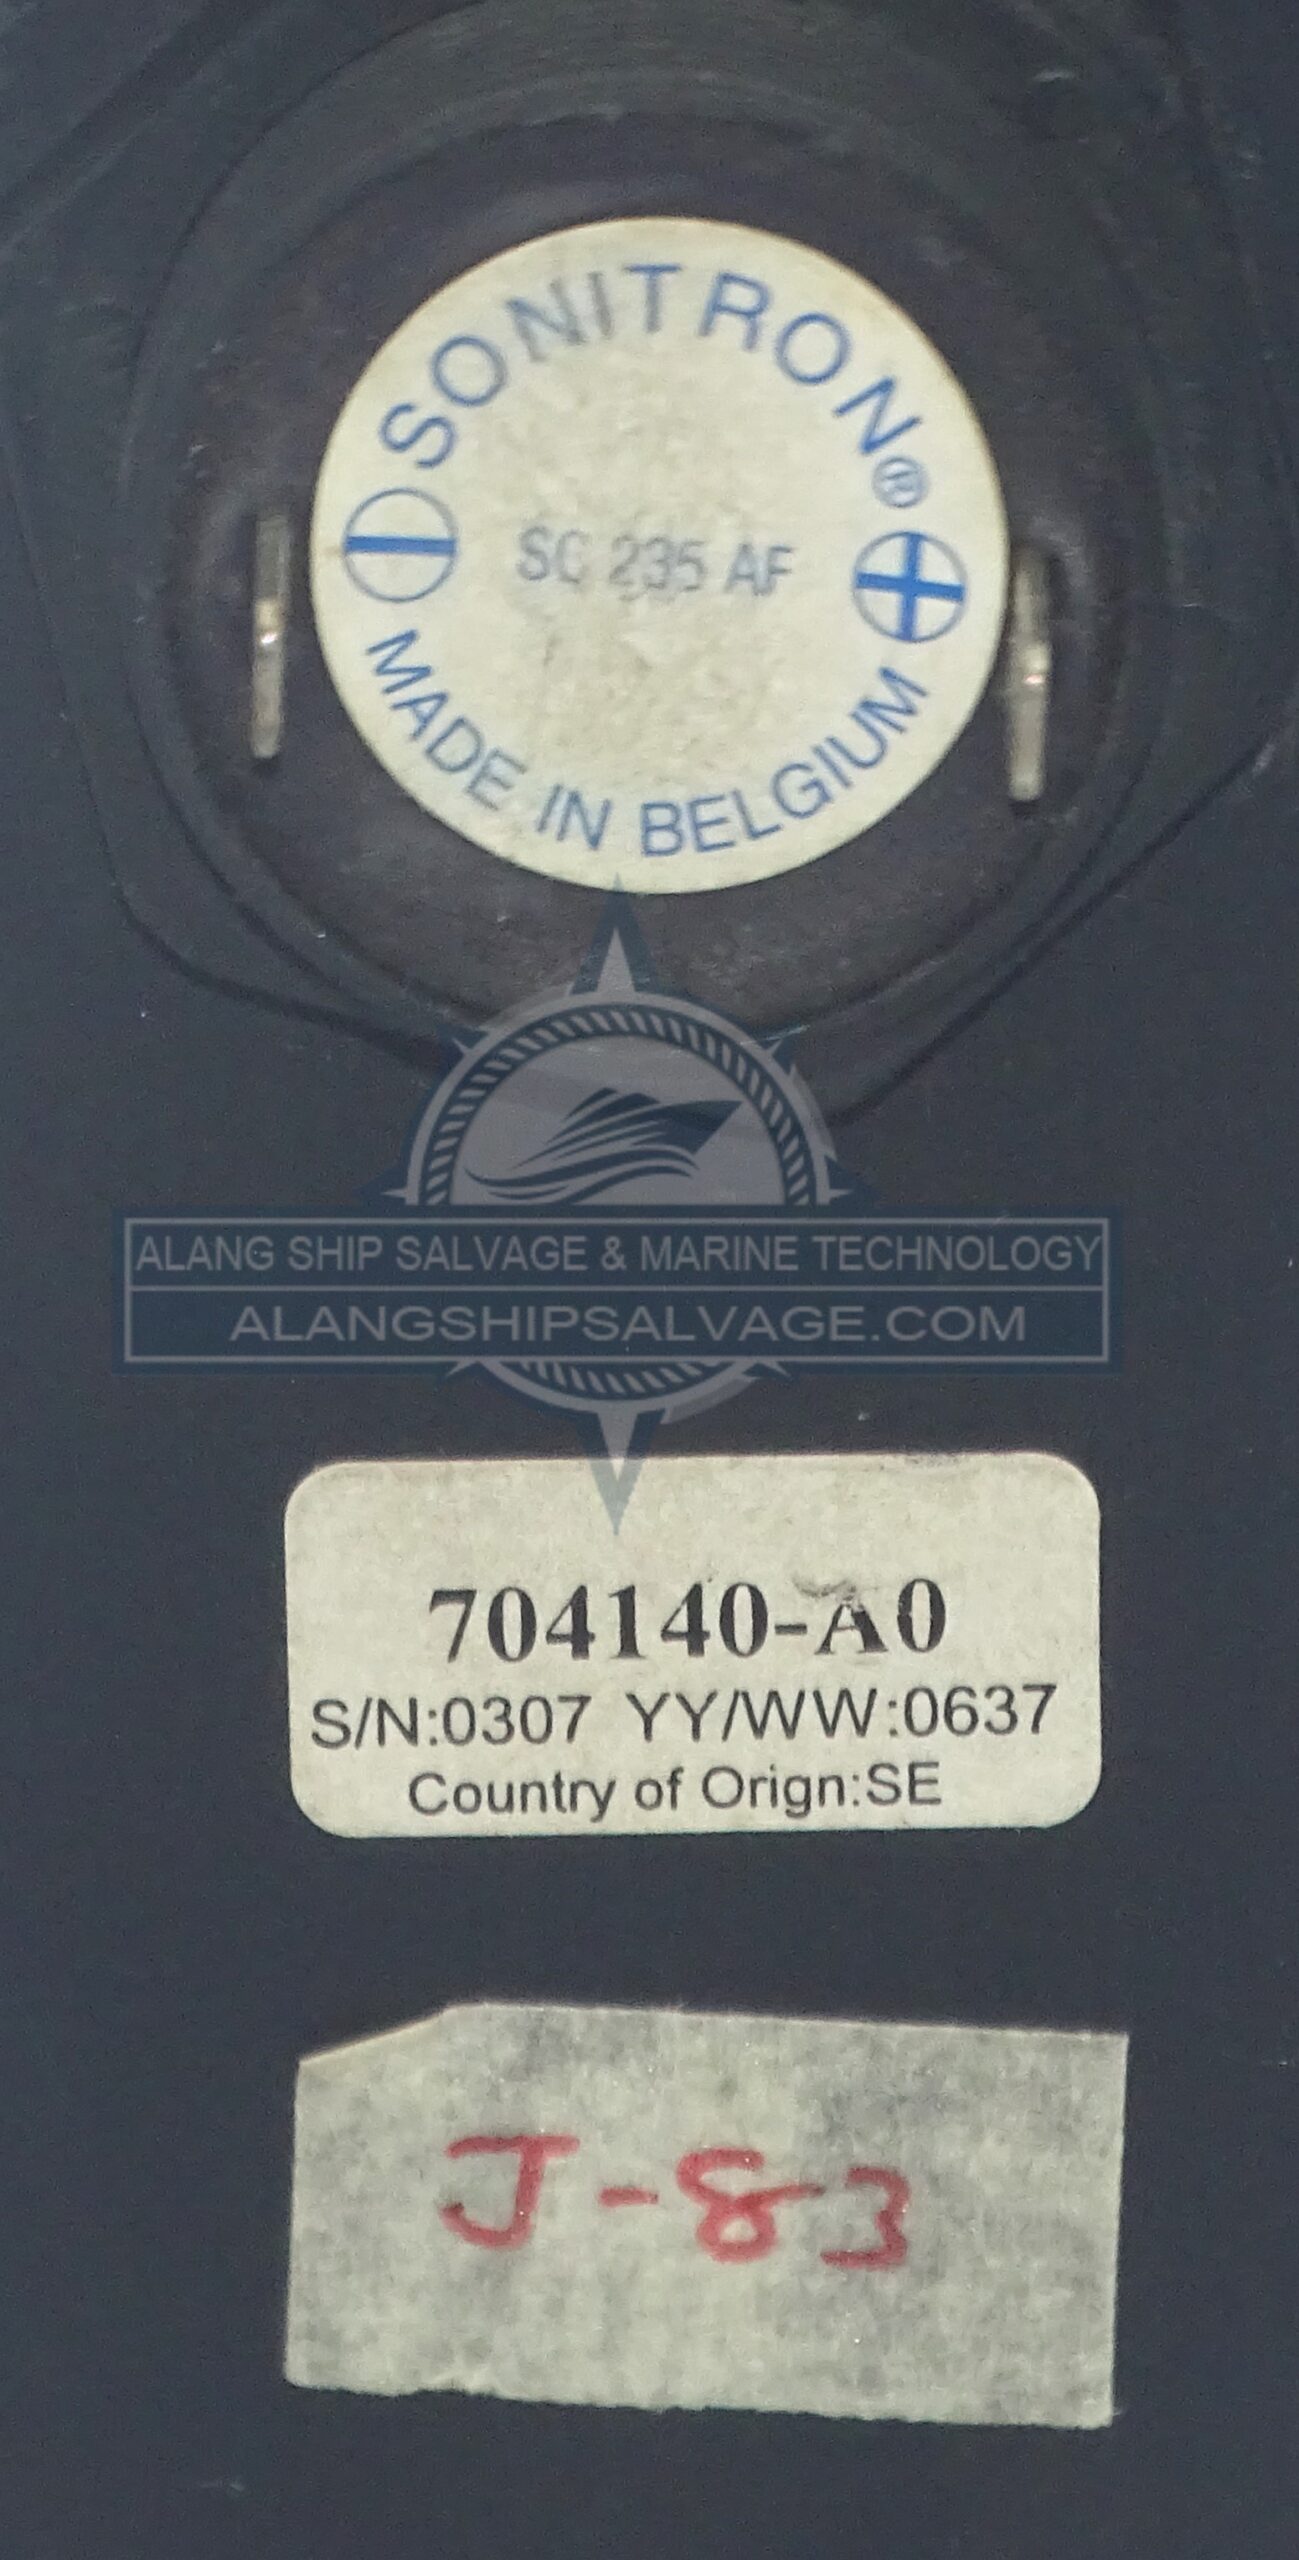 SONITRON®
SC 235 AF
MADE IN BELGIUM
ALANG SHIP SALVAGE & MARINE TECHNOLOGY
ALANGSHIPSALVAGE.COM
704140-A0
S/N:0307 YY/WW:0637
Country of Orign:SE
J-83